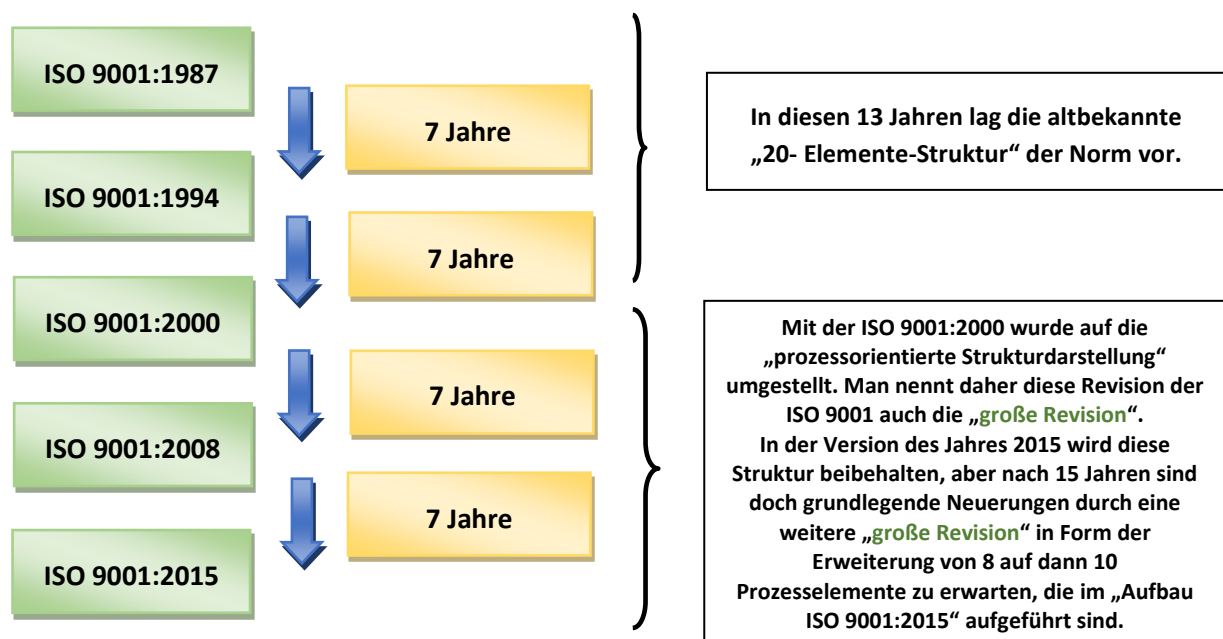 ISO 9001:1987
7 Jahre
ISO 9001:1994
7 Jahre
ISO 9001:2000
7 Jahre
ISO 9001:2008
7 Jahre
ISO 9001:2015
In diesen 13 Jahren lag die altbekannte
„20- Elemente-Struktur“ der Norm vor.
Mit der ISO 9001:2000 wurde auf die
„prozessorientierte Strukturdarstellung“
umgestellt. Man nennt daher diese Revision der
ISO 9001 auch die „große Revision“.
In der Version des Jahres 2015 wird diese
Struktur beibehalten, aber nach 15 Jahren sind
doch grundlegende Neuerungen durch eine
weitere „große Revision“ in Form der
Erweiterung von 8 auf dann 10
Prozesselemente zu erwarten, die im „Aufbau
ISO 9001:2015“ aufgeführt sind.